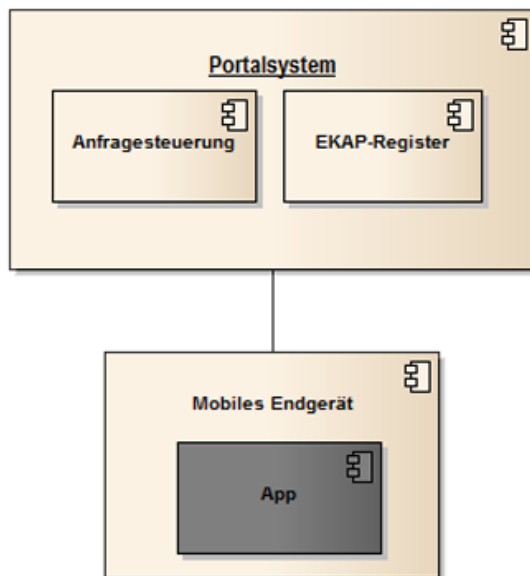 Portalsystem
Anfragesteuerung
EKAP-Register
Mobiles Endgerät
App